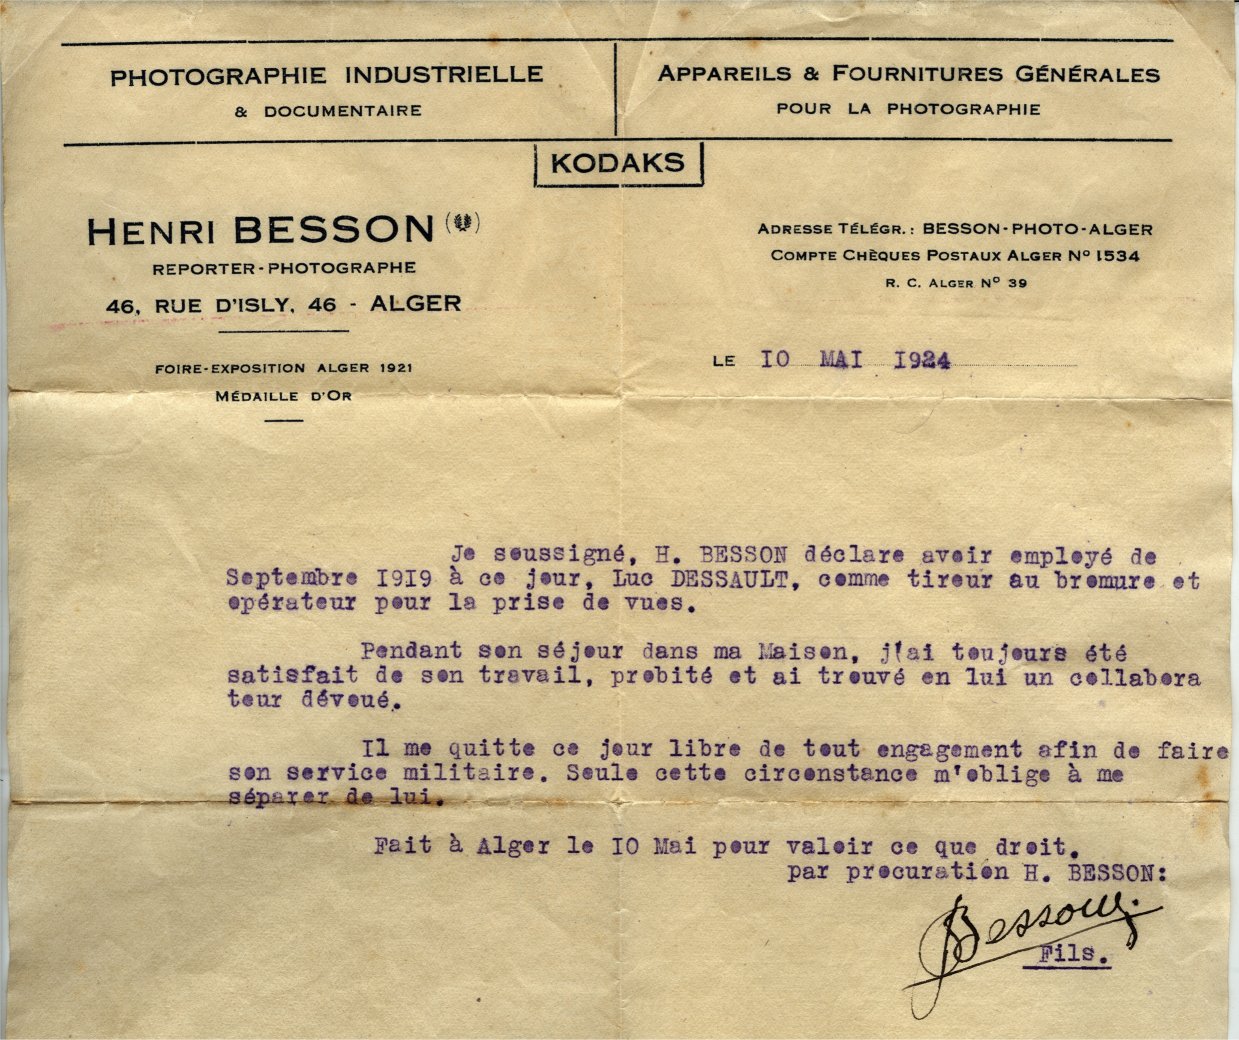 PHOTOGRAPHIE INDUSTRIELLE
& DOCUMENTAIRE
APPAREILS & FOURNITURES GÉNÉRALES
POUR LA PHOTOGRAPHIE
KODAKS
HENRI BESSON
REPORTER-PHOTOGRAPHE
46, RUE D'ISLY, 46 - ALGER
FOIRE-EXPOSITION ALGER 1921
MÉDAILLE D'OR
ADRESSE TÉLÉGR.: BESSON-PHOTO-ALGER
COMPTE CHÈQUES POSTAUX ALGER Nº 1534
R. C. ALGER Nº 39
LE 10 MAI 1924
Je soussigné, H. BESSON déclare avoir employé de
Septembre 1919 à ce jour, Luc DESSAULT, comme tireur au bromure et
opérateur pour la prise de vues.
Pendant son séjour dans ma Maison, j'ai toujours été
satisfait de son travail, probité et ai trouvé en lui un collabora
teur dévoué.
Il me quitte ce jour libre de tout engagement afin de faire
son service militaire. Seule cette circonstance m'oblige à me
séparer de lui.
Fait à Alger le 10 Mai pour valoir ce que droit.
par procuration H. BESSON:
Besson
Fils.